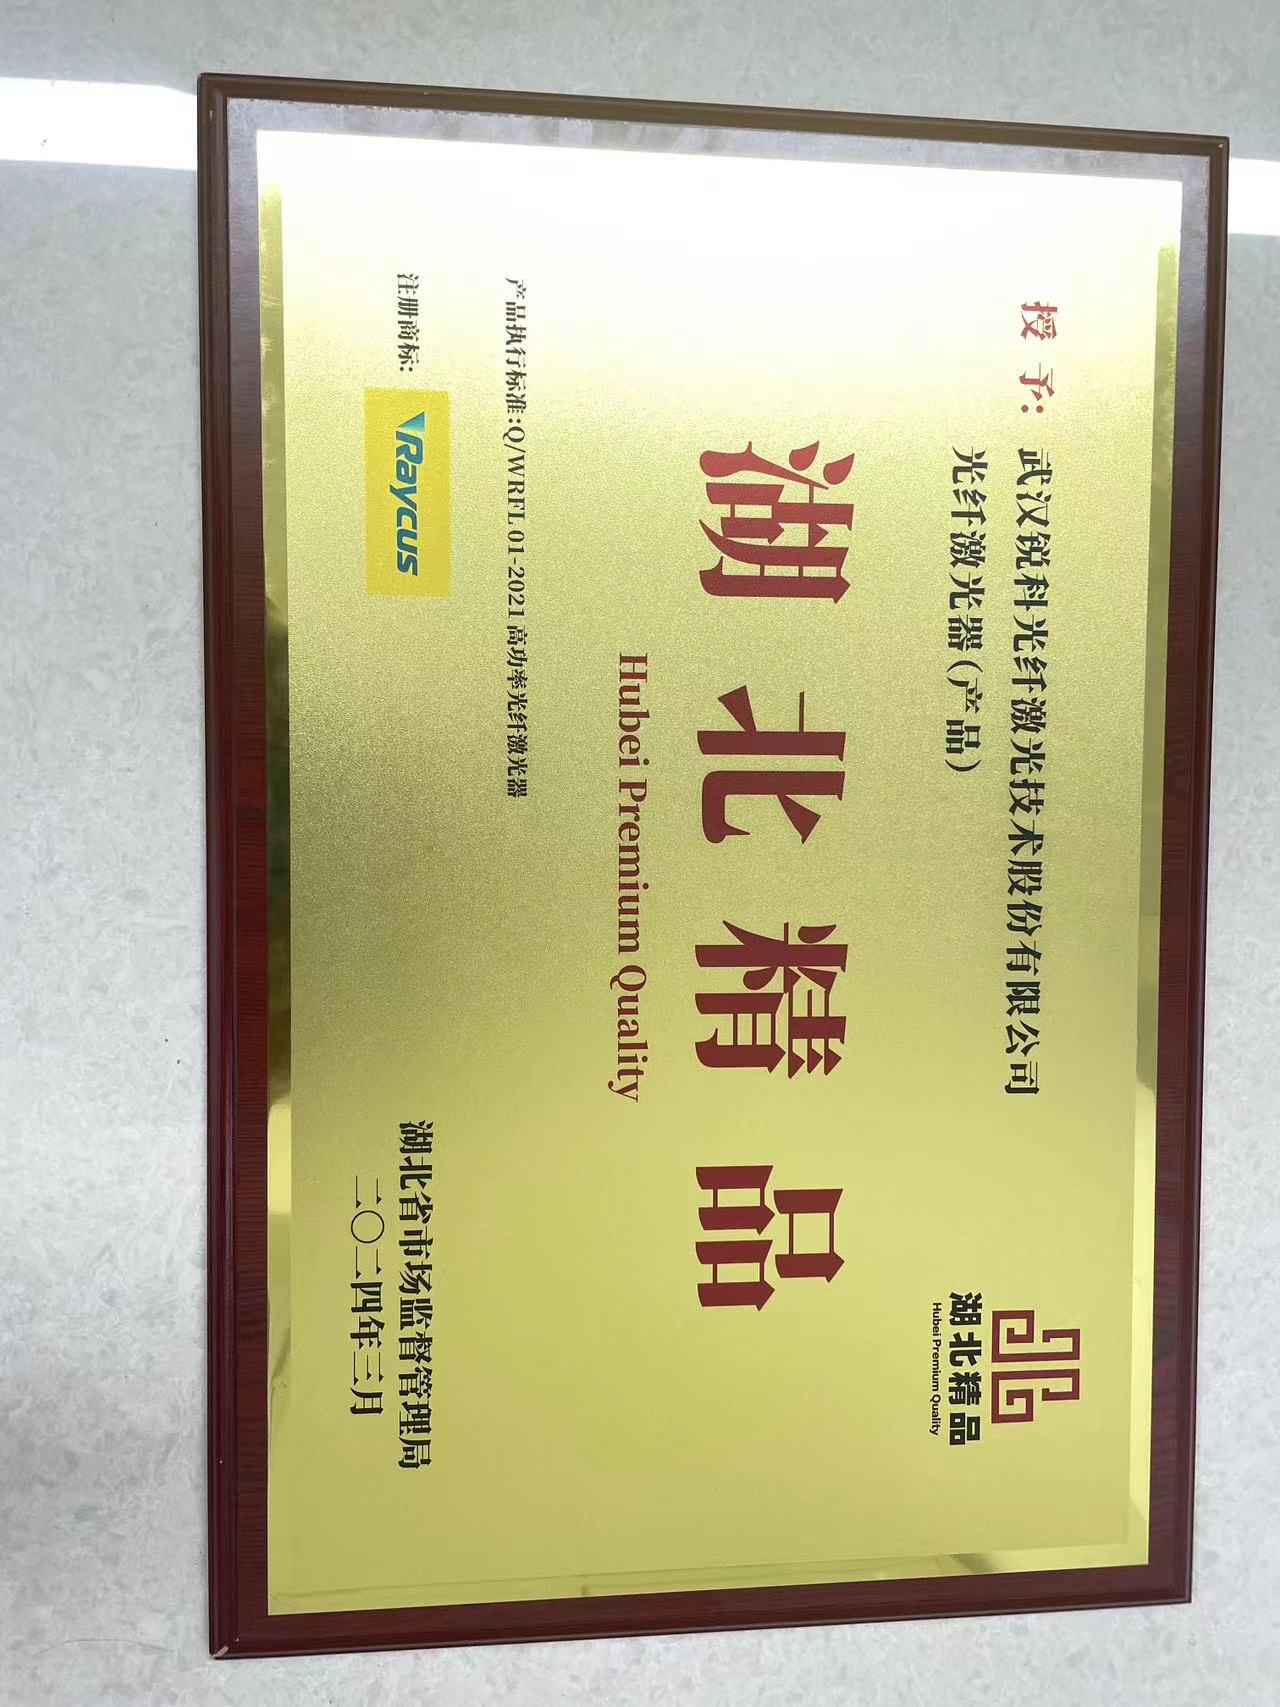 湖北精品
Hubei Premium Quality
授予：武汉锐科光纤激光技术股份有限公司
光纤激光器(产品)
湖北精品
Hubei Premium Quality
产品执行标准：Q/WRFL 01-2021 高功率光纤激光器
注册商标：Raycus
湖北省市场监督管理局
二〇二四年三月